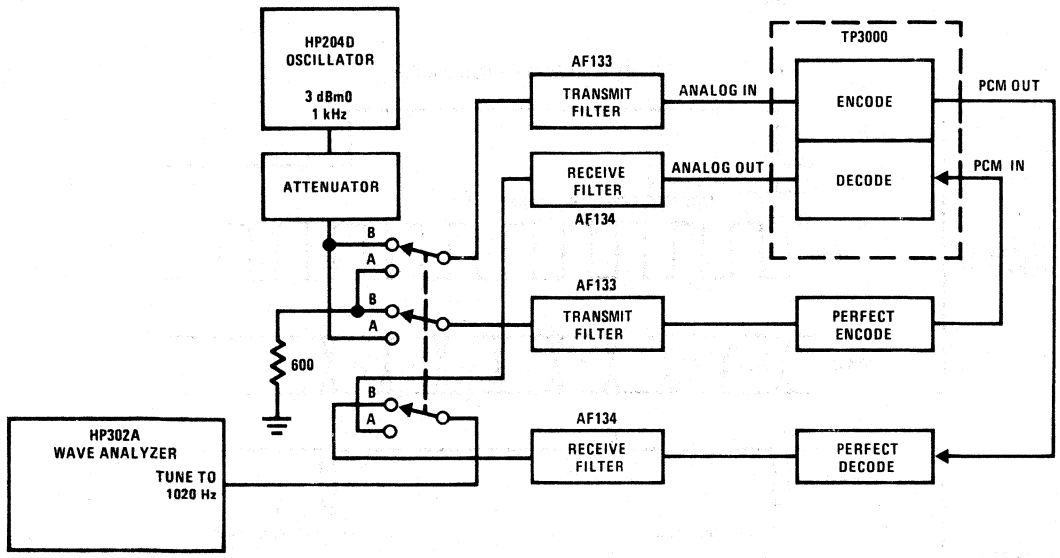 HP204D
OSCILLATOR
3 dBm0
1 kHz
ATTENUATOR
AF133
TRANSMIT
FILTER
ANALOG IN
TP3000
ENCODE
PCM OUT
RECEIVE
FILTER
AF134
ANALOG OUT
DECODE
PCM IN
B
A
B
A
600
AF133
TRANSMIT
FILTER
PERFECT
ENCODE
B
A
AF134
RECEIVE
FILTER
PERFECT
DECODE
HP302A
WAVE ANALYZER
TUNE TO
1020 Hz